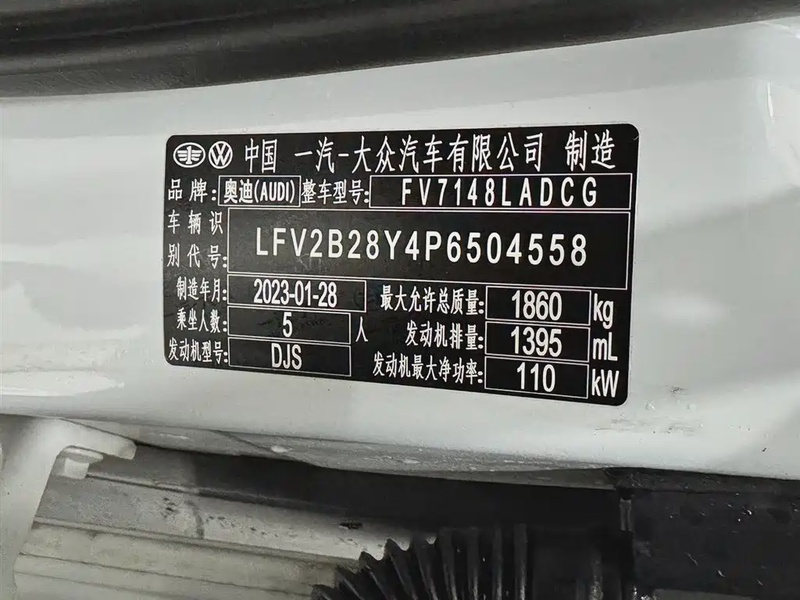 中国 一汽-大众汽车有限公司 制造
品牌: 奥迪(AUDI) 整车型号: FV7148LADCG
车辆识别代号: LFV2B28Y4P6504558
制造年月: 2023-01-28 最大允许总质量: 1860 kg
乘坐人数: 5 人 发动机排量: 1395 mL
发动机型号: DJS 发动机最大净功率: 110 kW